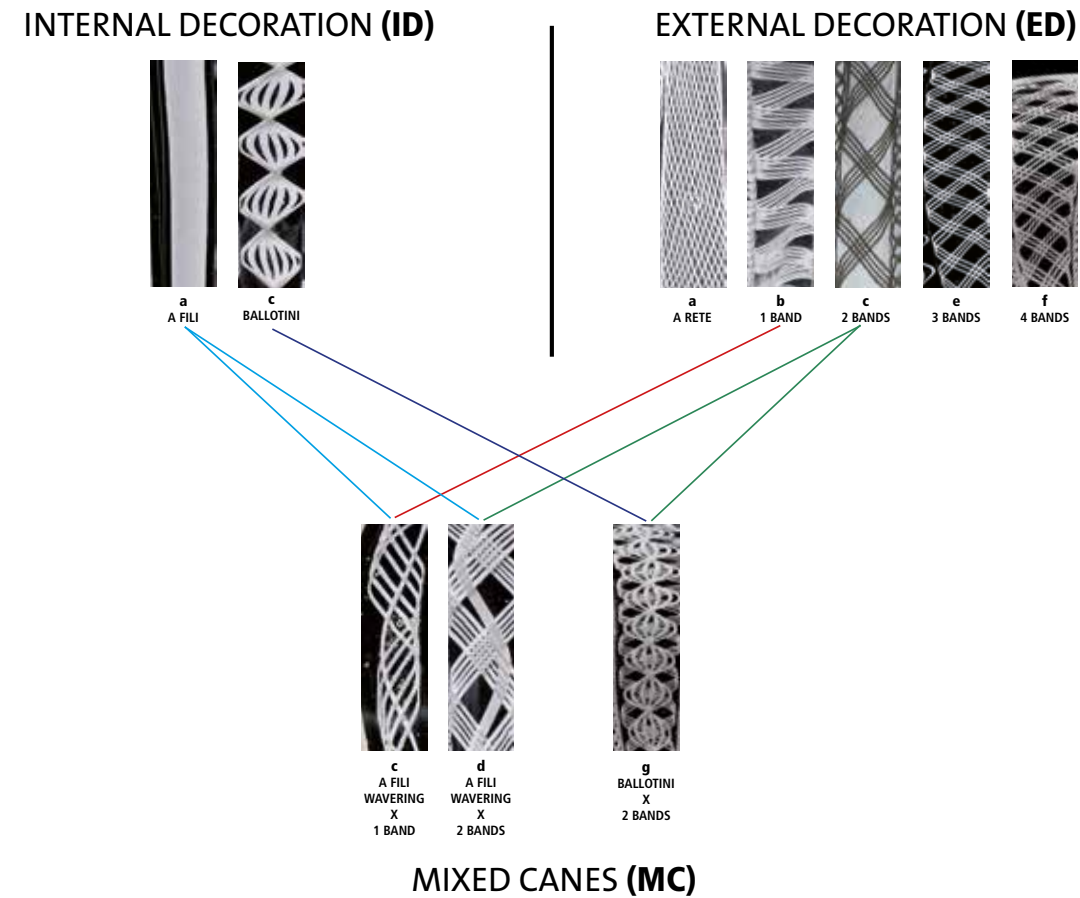 INTERNAL DECORATION (ID)
EXTERNAL DECORATION (ED)
a
A FILI
c
BALLOTINI
a
A RETE
b
1 BAND
c
2 BANDS
e
3 BANDS
f
4 BANDS
c
A FILI
WAVERING
X
1 BAND
d
A FILI
WAVERING
X
2 BANDS
g
BALLOTINI
X
2 BANDS
MIXED CANES (MC)